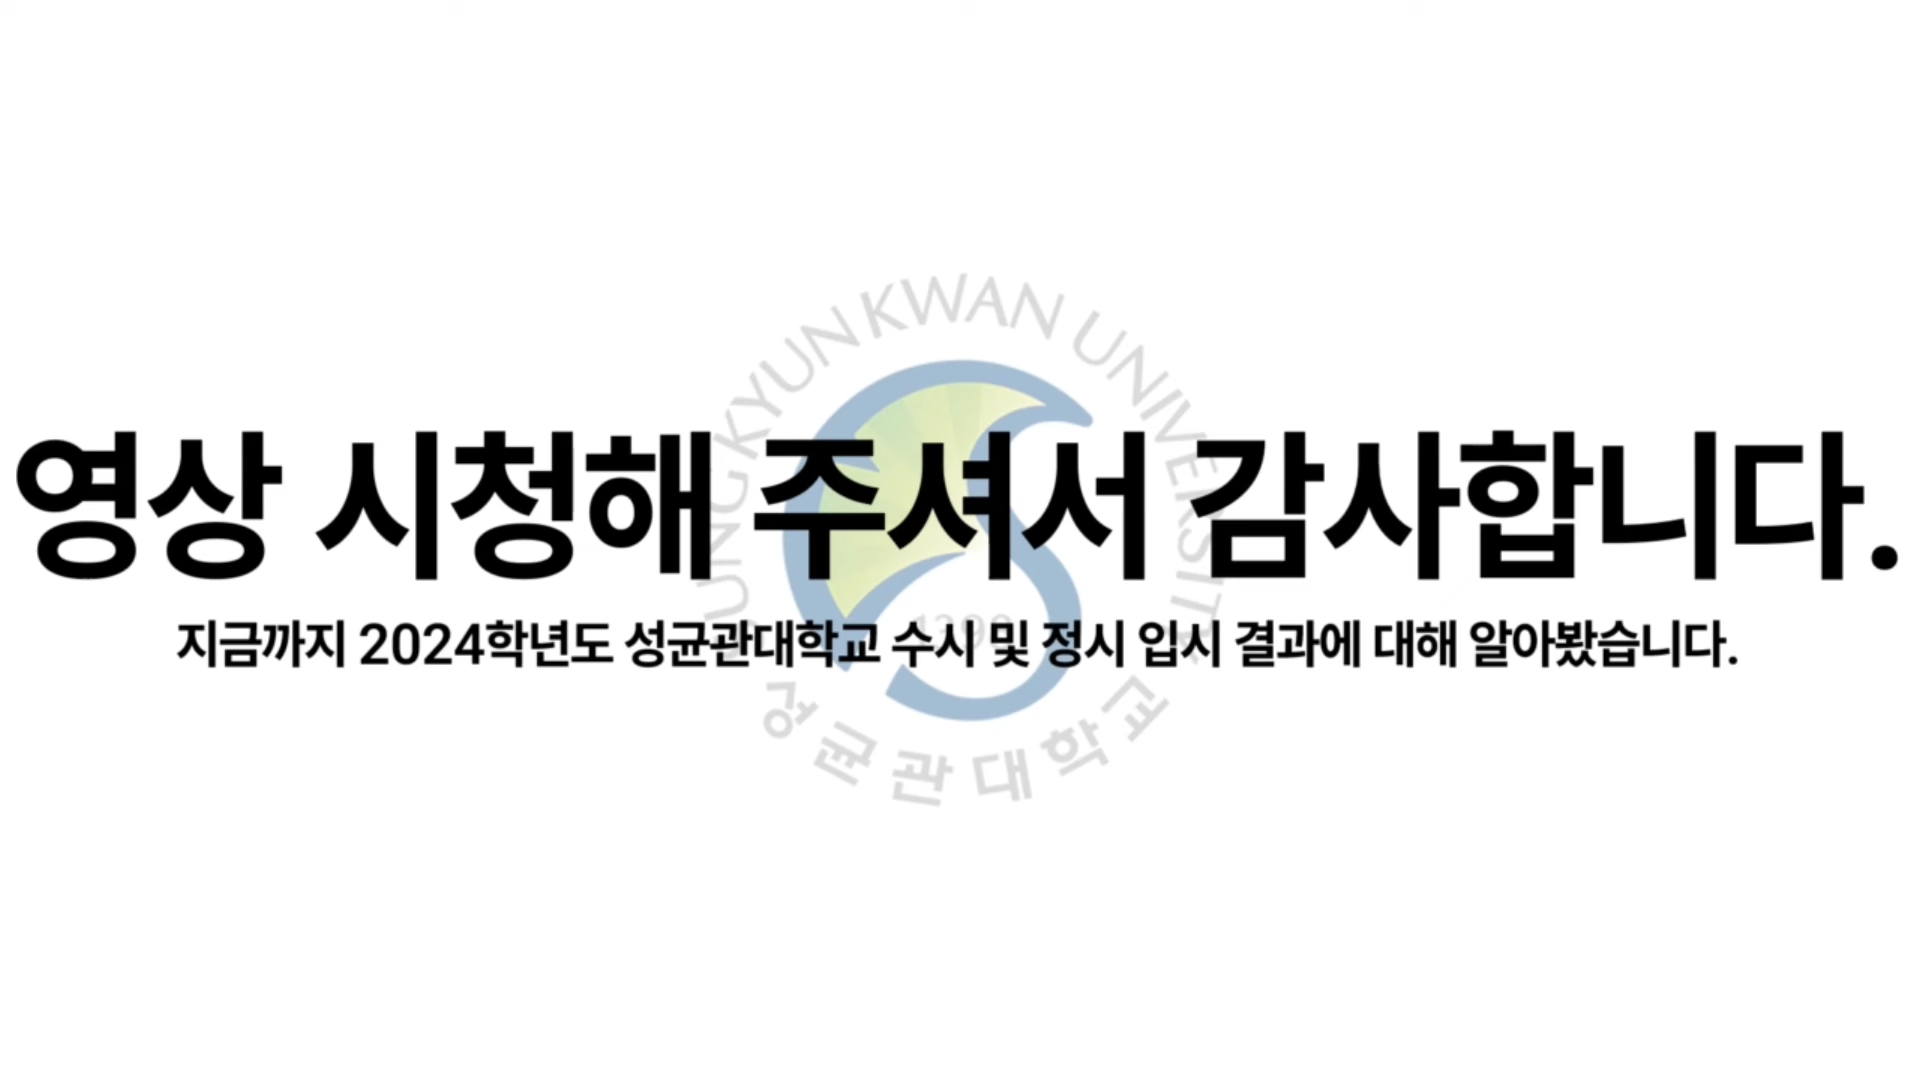 SUNGKYUNKWAN UNIVERSITY
영상 시청해 주셔서 감사합니다.
1398
지금까지 2024학년도 성균관대학교 수시 및 정시 입시 결과에 대해 알아봤습니다.
성균관대학교